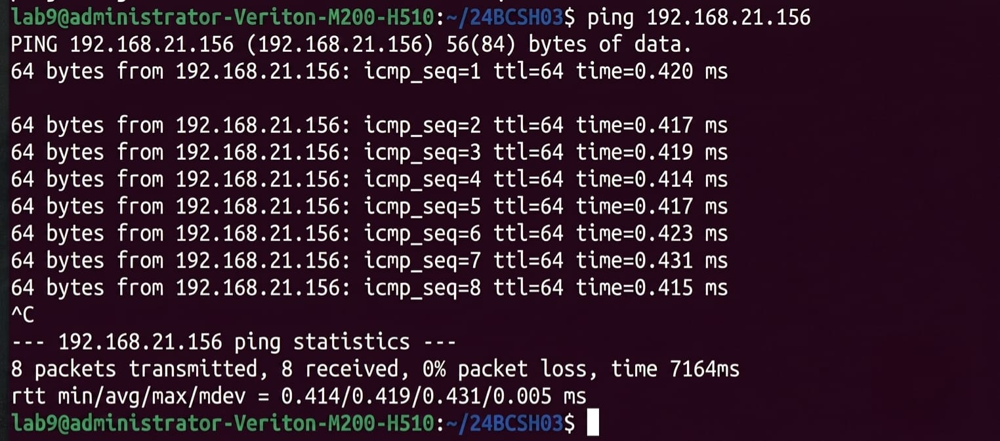 lab9@administrator-Veriton-M200-H510:~/24BCSH03$ ping 192.168.21.156
PING 192.168.21.156 (192.168.21.156) 56(84) bytes of data.
64 bytes from 192.168.21.156: icmp_seq=1 ttl=64 time=0.420 ms
64 bytes from 192.168.21.156: icmp_seq=2 ttl=64 time=0.417 ms
64 bytes from 192.168.21.156: icmp_seq=3 ttl=64 time=0.419 ms
64 bytes from 192.168.21.156: icmp_seq=4 ttl=64 time=0.414 ms
64 bytes from 192.168.21.156: icmp_seq=5 ttl=64 time=0.417 ms
64 bytes from 192.168.21.156: icmp_seq=6 ttl=64 time=0.423 ms
64 bytes from 192.168.21.156: icmp_seq=7 ttl=64 time=0.431 ms
64 bytes from 192.168.21.156: icmp_seq=8 ttl=64 time=0.415 ms
^C
--- 192.168.21.156 ping statistics ---
8 packets transmitted, 8 received, 0% packet loss, time 7164ms
rtt min/avg/max/mdev = 0.414/0.419/0.431/0.005 ms
lab9@administrator-Veriton-M200-H510:~/24BCSH03$